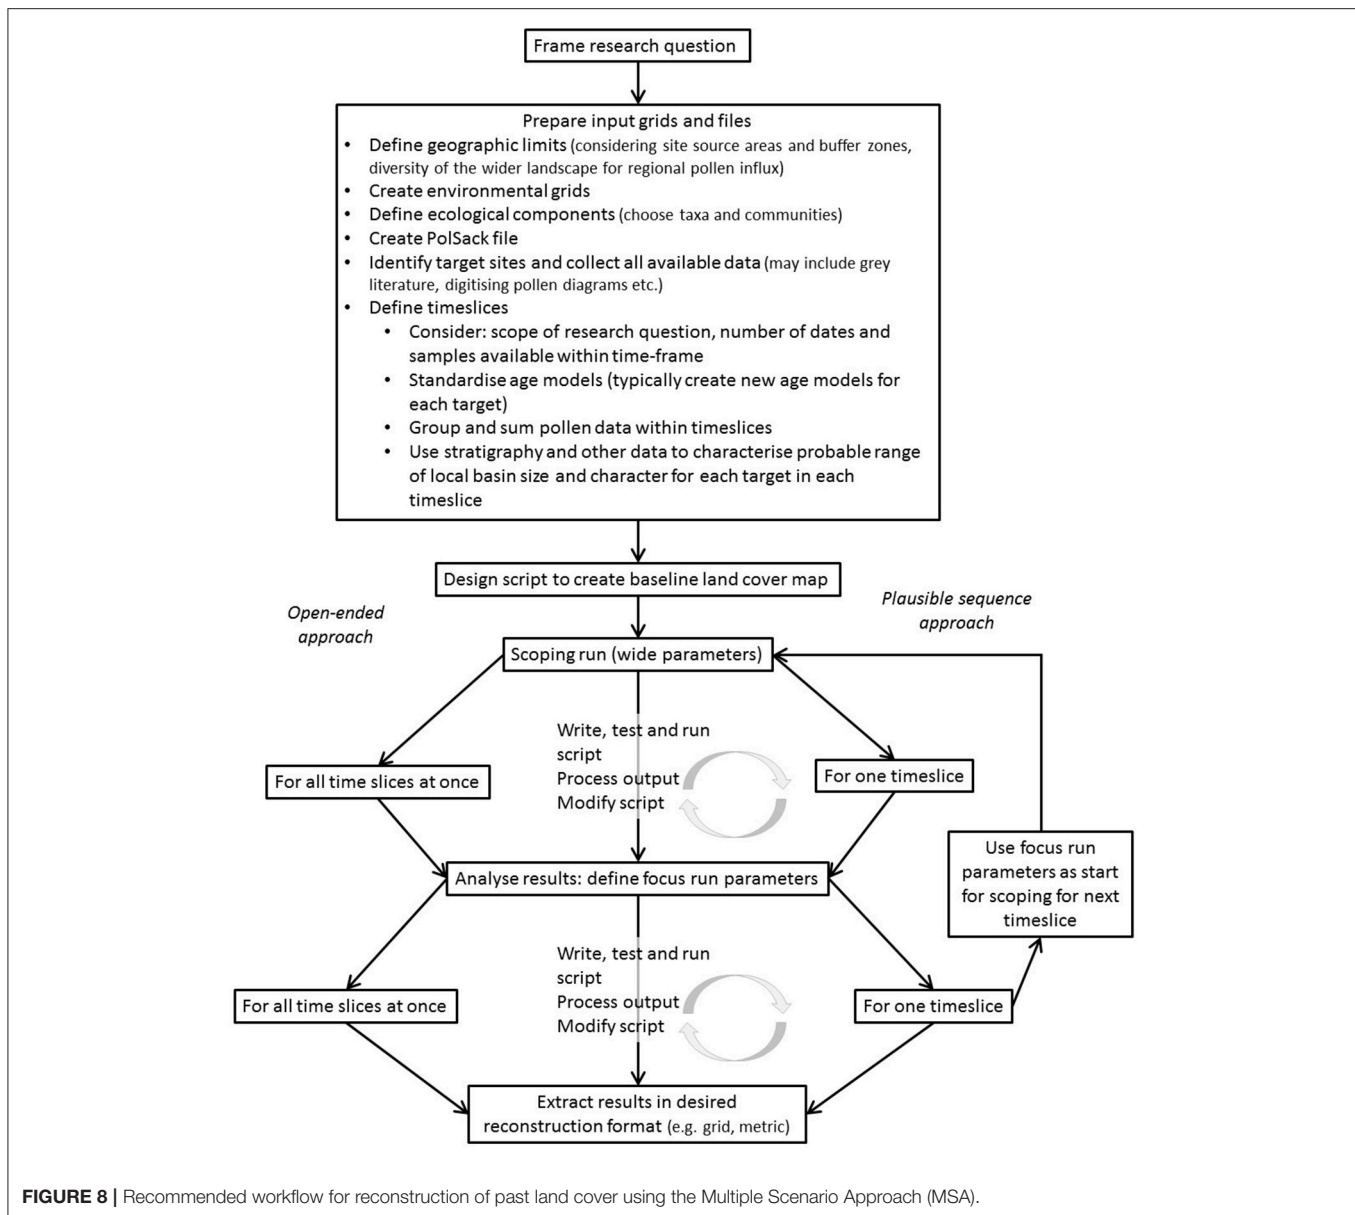 Frame research question
Prepare input grids and files
• Define geographic limits (considering site source areas and buffer zones,
diversity of the wider landscape for regional pollen influx)
• Create environmental grids
• Define ecological components (choose taxa and communities)
• Create PolSack file
• Identify target sites and collect all available data (may include grey
literature, digitising pollen diagrams etc.)
• Define timeslices
• Consider: scope of research question, number of dates and
samples available within time-frame
• Standardise age models (typically create new age models for
each target)
• Group and sum pollen data within timeslices
• Use stratigraphy and other data to characterise probable range
of local basin size and character for each target in each
timeslice
Design script to create baseline land cover map
Open-ended
approach
Plausible sequence
approach
Scoping run (wide parameters)
Write, test and run
script
Process output
Modify script
For all time slices at once
For one timeslice
Analyse results: define focus run parameters
Use focus run
parameters as start
for scoping for next
timeslice
Write, test and run
script
Process output
Modify script
For all time slices at once
For one timeslice
Extract results in desired
reconstruction format (e.g. grid, metric)
FIGURE 8 | Recommended workflow for reconstruction of past land cover using the Multiple Scenario Approach (MSA).